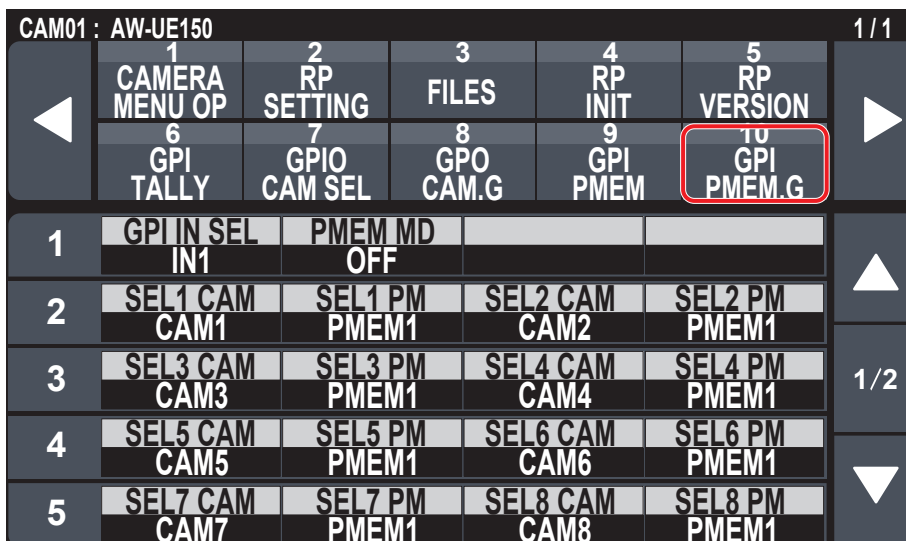 CAM01 : AW-UE150 1 / 1
1 2 3 4 5
CAMERA MENU OP RP SETTING FILES RP INIT RP VERSION
6 7 8 9 10
GPI TALLY GPIO CAM SEL GPO CAM.G GPI PMEM GPI PMEM.G
1 GPI IN SEL PMEM MD
IN1 OFF
2 SEL1 CAM SEL1 PM SEL2 CAM SEL2 PM
CAM1 PMEM1 CAM2 PMEM1
3 SEL3 CAM SEL3 PM SEL4 CAM SEL4 PM 1/2
CAM3 PMEM1 CAM4 PMEM1
4 SEL5 CAM SEL5 PM SEL6 CAM SEL6 PM
CAM5 PMEM1 CAM6 PMEM1
5 SEL7 CAM SEL7 PM SEL8 CAM SEL8 PM
CAM7 PMEM1 CAM8 PMEM1